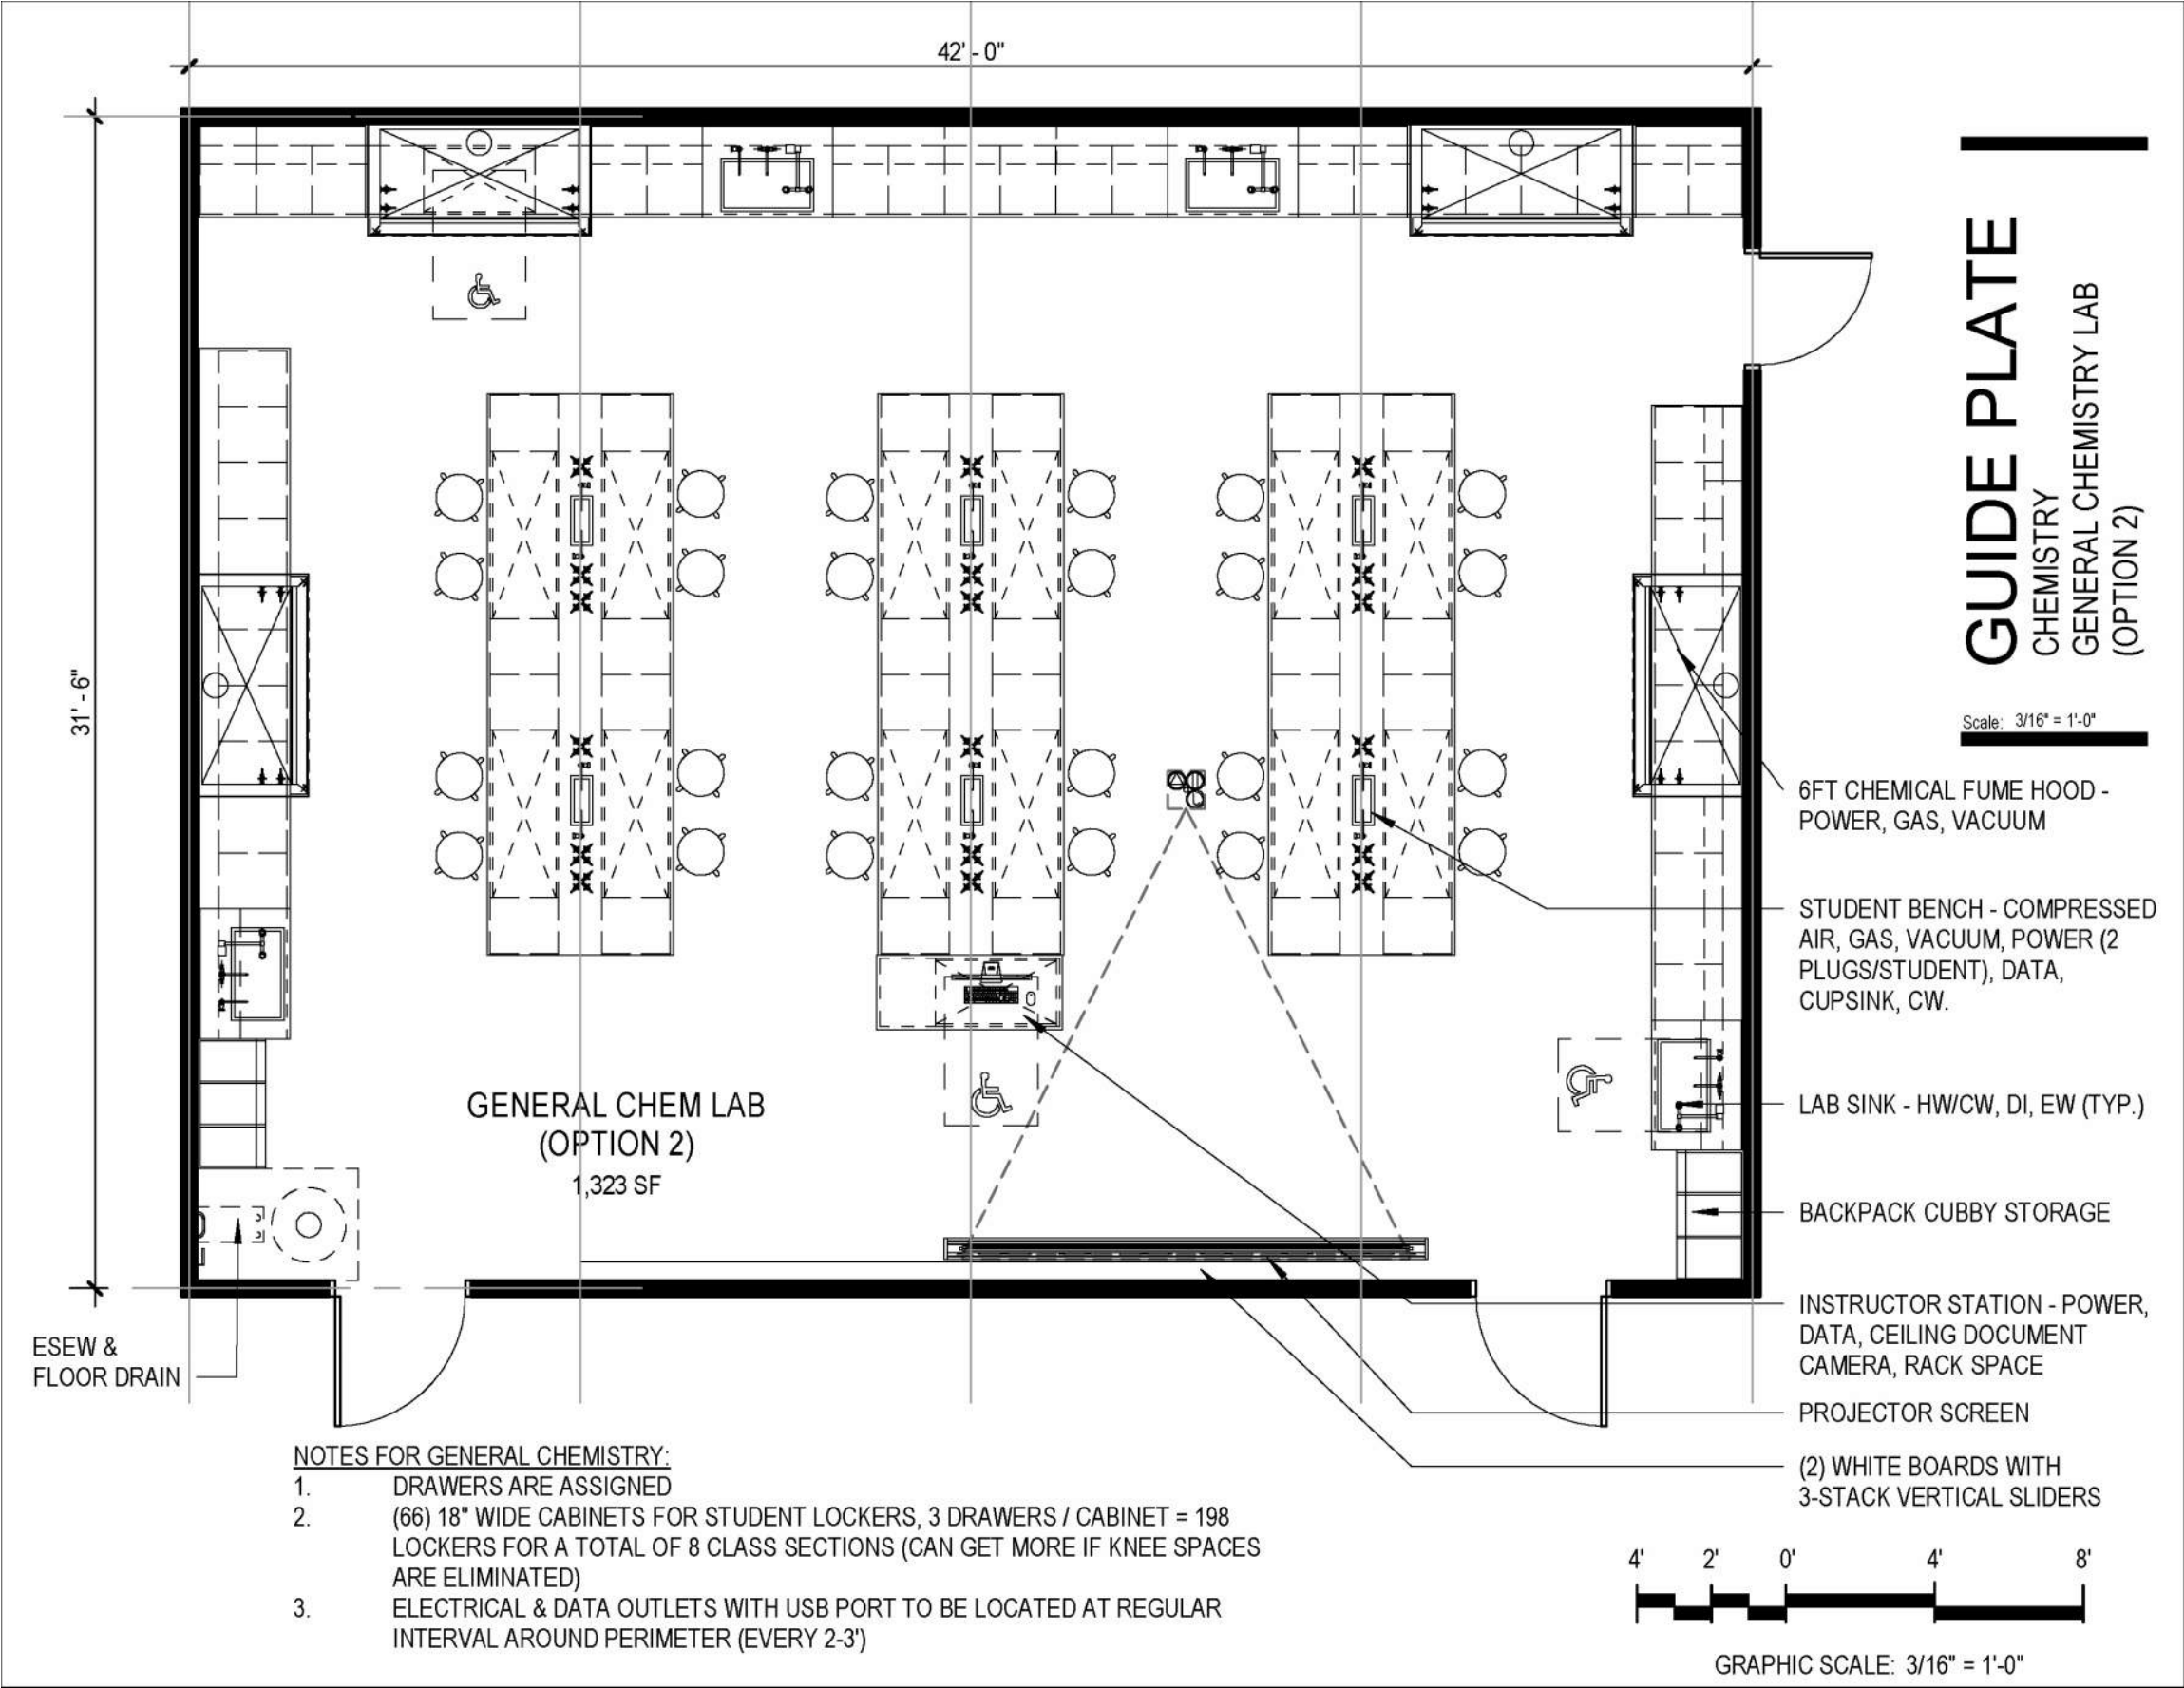 42' - 0"
31' - 6"
GUIDE PLATE
CHEMISTRY
GENERAL CHEMISTRY LAB
(OPTION 2)
Scale: 3/16" = 1'-0"
6FT CHEMICAL FUME HOOD -
POWER, GAS, VACUUM
STUDENT BENCH - COMPRESSED
AIR, GAS, VACUUM, POWER (2
PLUGS/STUDENT), DATA,
CUPSINK, CW.
LAB SINK - HW/CW, DI, EW (TYP.)
BACKPACK CUBBY STORAGE
INSTRUCTOR STATION - POWER,
DATA, CEILING DOCUMENT
CAMERA, RACK SPACE
PROJECTOR SCREEN
(2) WHITE BOARDS WITH
3-STACK VERTICAL SLIDERS
GENERAL CHEM LAB
(OPTION 2)
1,323 SF
ESEW &
FLOOR DRAIN
NOTES FOR GENERAL CHEMISTRY:
1. DRAWERS ARE ASSIGNED
2. (66) 18" WIDE CABINETS FOR STUDENT LOCKERS, 3 DRAWERS / CABINET = 198
LOCKERS FOR A TOTAL OF 8 CLASS SECTIONS (CAN GET MORE IF KNEE SPACES
ARE ELIMINATED)
3. ELECTRICAL & DATA OUTLETS WITH USB PORT TO BE LOCATED AT REGULAR
INTERVAL AROUND PERIMETER (EVERY 2-3')
4' 2' 0' 4' 8'
GRAPHIC SCALE: 3/16" = 1'-0"